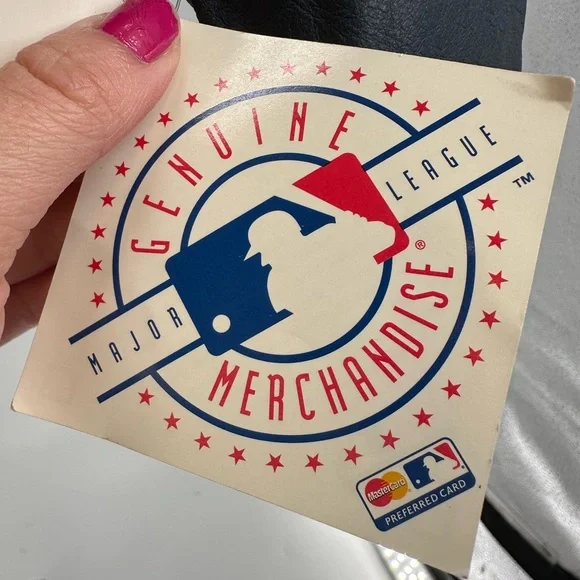 GENUINE
MAJOR LEAGUE
TM
®
MERCHANDISE
MasterCard
PREFERRED CARD